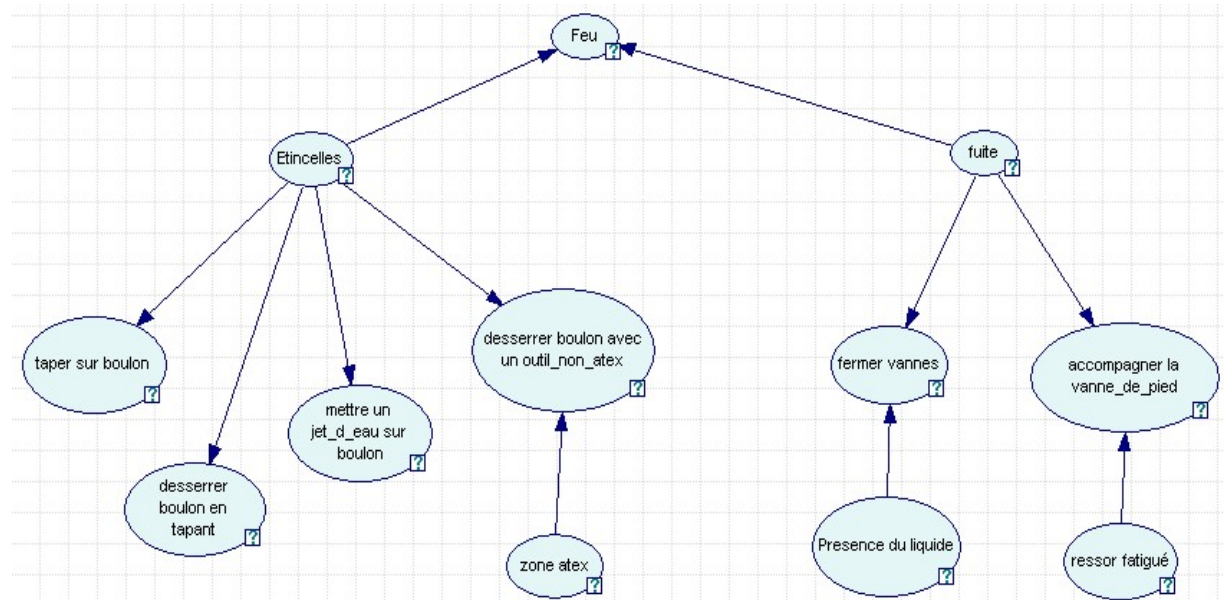 Feu
Etincelles
fuite
taper sur boulon
desserrer
boulon en
tapant
mettre un
jet_d_eau sur
boulon
desserrer boulon avec
un outil_non_atex
zone atex
fermer vannes
Presence du liquide
accompagner la
vanne_de_pied
ressor fatigué
?
?
?
?
?
?
?
?
?
?
?
?